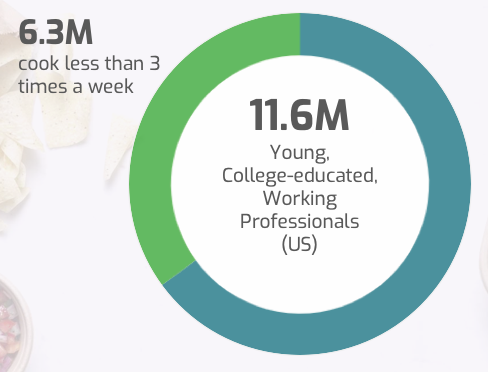 6.3M
cook less than 3
times a week
11.6M
Young,
College-educated,
Working
Professionals
(US)